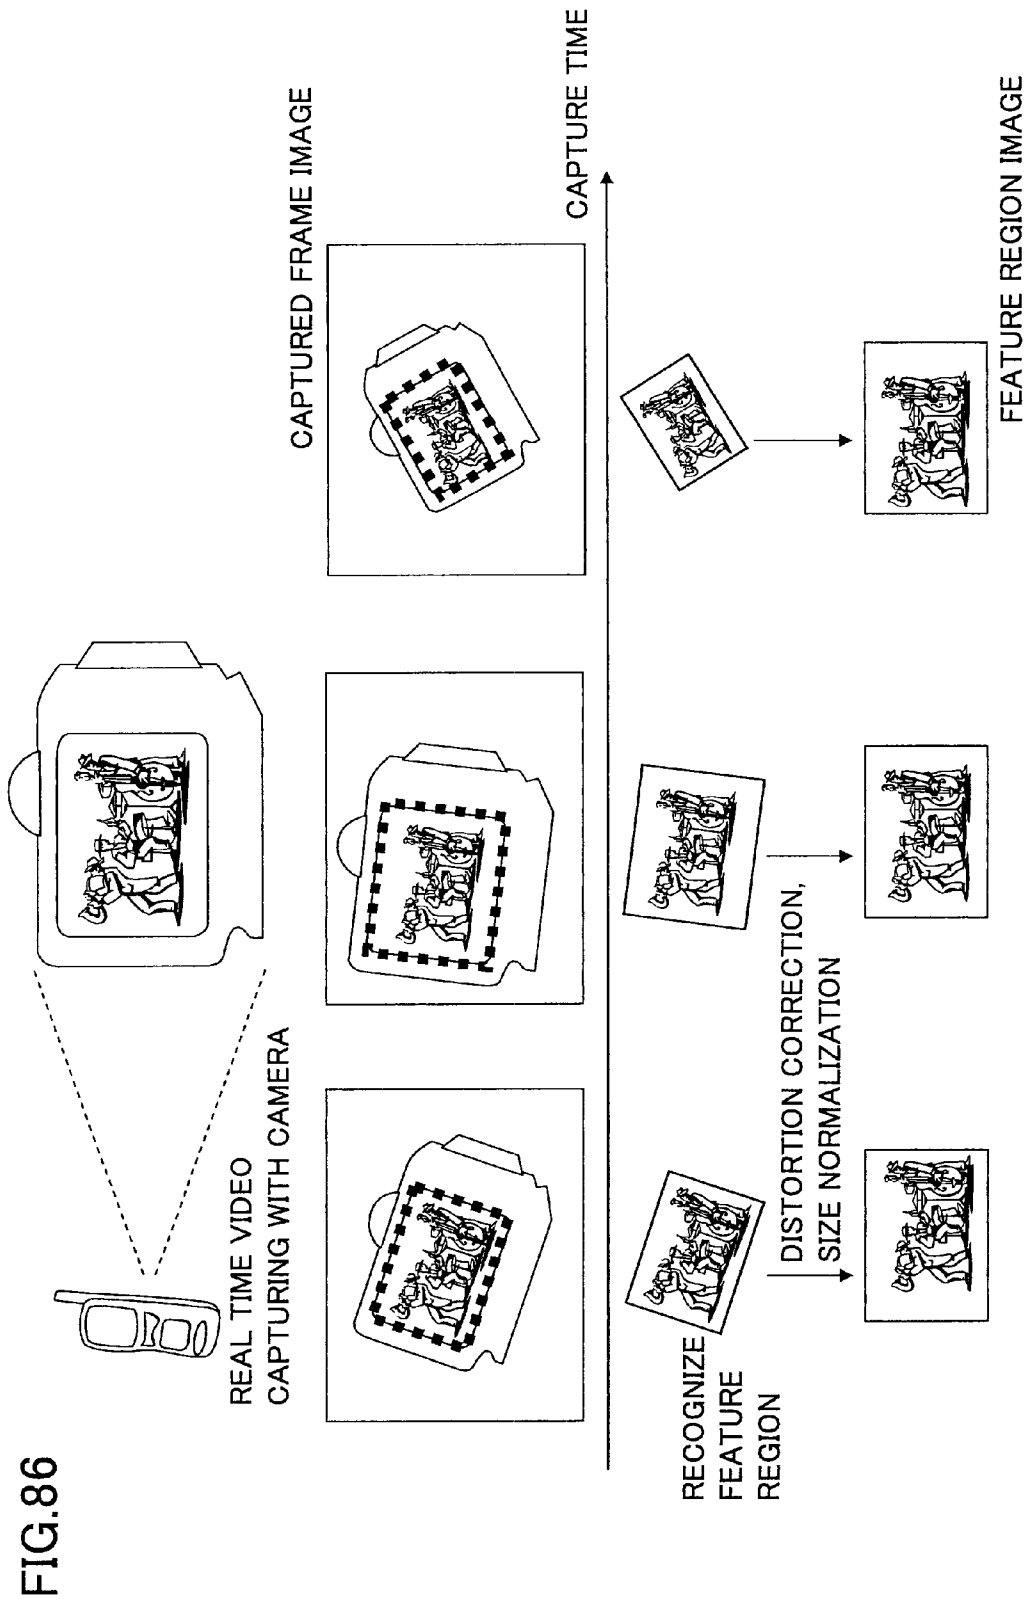 FIG.86
REAL TIME VIDEO
CAPTURING WITH CAMERA
CAPTURED FRAME IMAGE
CAPTURE TIME
RECOGNIZE
FEATURE
REGION
DISTORTION CORRECTION,
SIZE NORMALIZATION
FEATURE REGION IMAGE